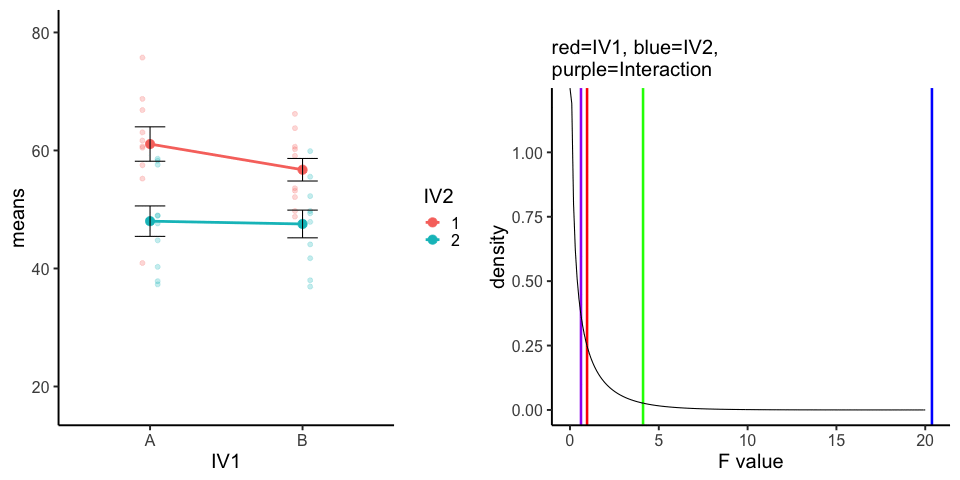 80
60
40
20
means
A
B
IV1
IV2
1
2
red=IV1, blue=IV2,
purple=Interaction
1.00
0.75
0.50
0.25
0.00
density
0
5
10
15
20
F value